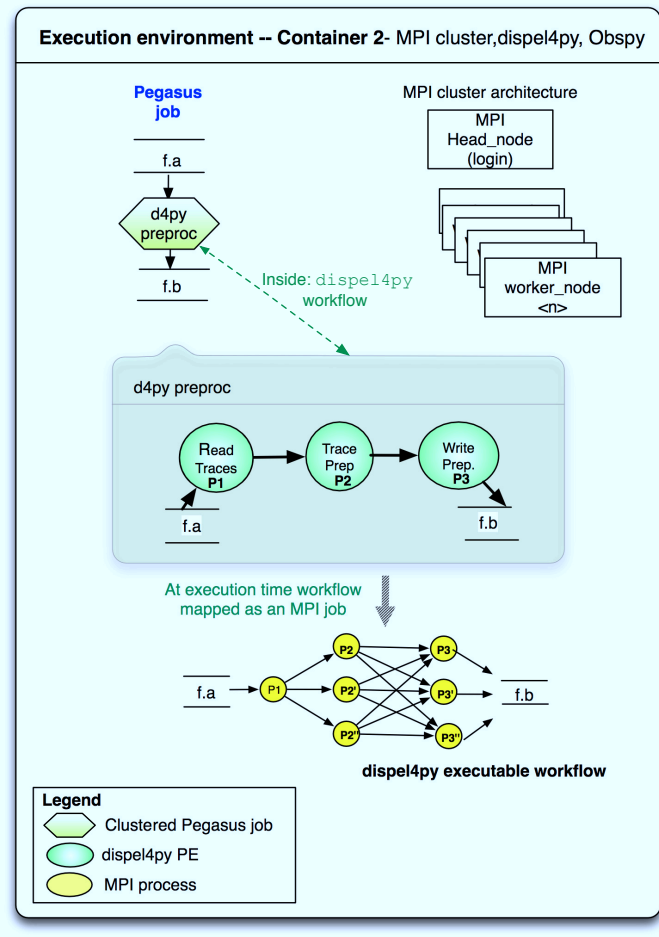 Execution environment -- Container 2- MPI cluster,dispel4py, Obspy
Pegasus
job
f.a
d4py
preproc
f.b
MPI cluster architecture
MPI
Head_node
(login)
MPI
worker_node
<n>
Inside: dispel4py
workflow
d4py preproc
Read
Traces
P1
Trace
Prep
P2
Write
Prep.
P3
f.a
f.b
At execution time workflow
mapped as an MPI job
f.a
P1
P2
P2'
P2"
P3
P3'
P3"
f.b
dispel4py executable workflow
Legend
Clustered Pegasus job
dispel4py PE
MPI process